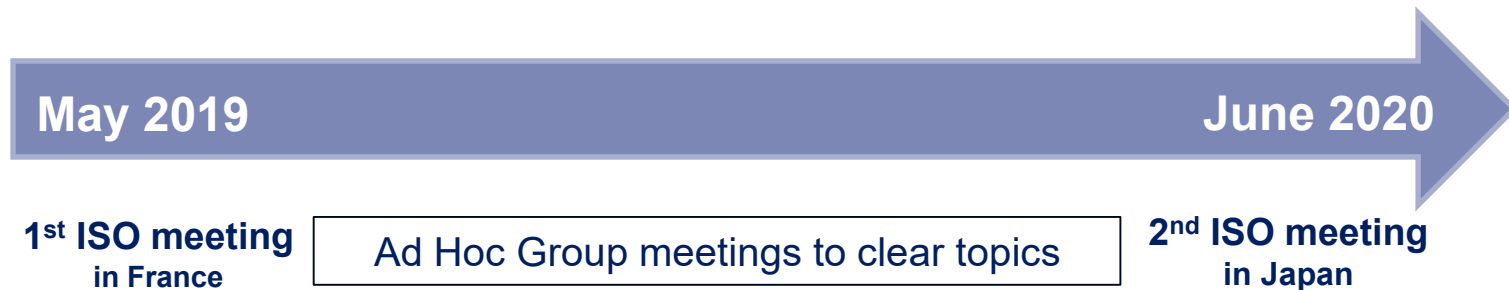 May 2019
June 2020
1st ISO meeting
in France
Ad Hoc Group meetings to clear topics
2nd ISO meeting
in Japan